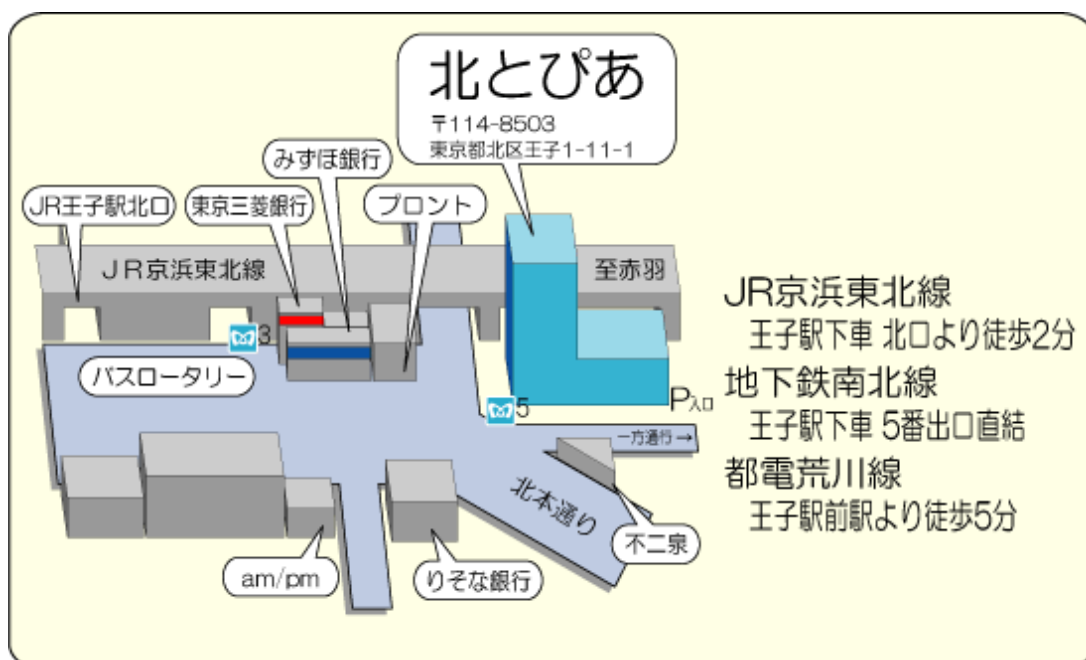 北とぴあ
〒114-8503
東京都北区王子1-11-1
みずほ銀行
JR王子駅北口
東京三菱銀行
プロント
JR京浜東北線
至赤羽
3
バスロータリー
5
P入口
一方通行→
北本通り
不二泉
am/pm
りそな銀行
JR京浜東北線
王子駅下車 北口より徒歩2分
地下鉄南北線
王子駅下車 5番出口直結
都電荒川線
王子駅前駅より徒歩5分